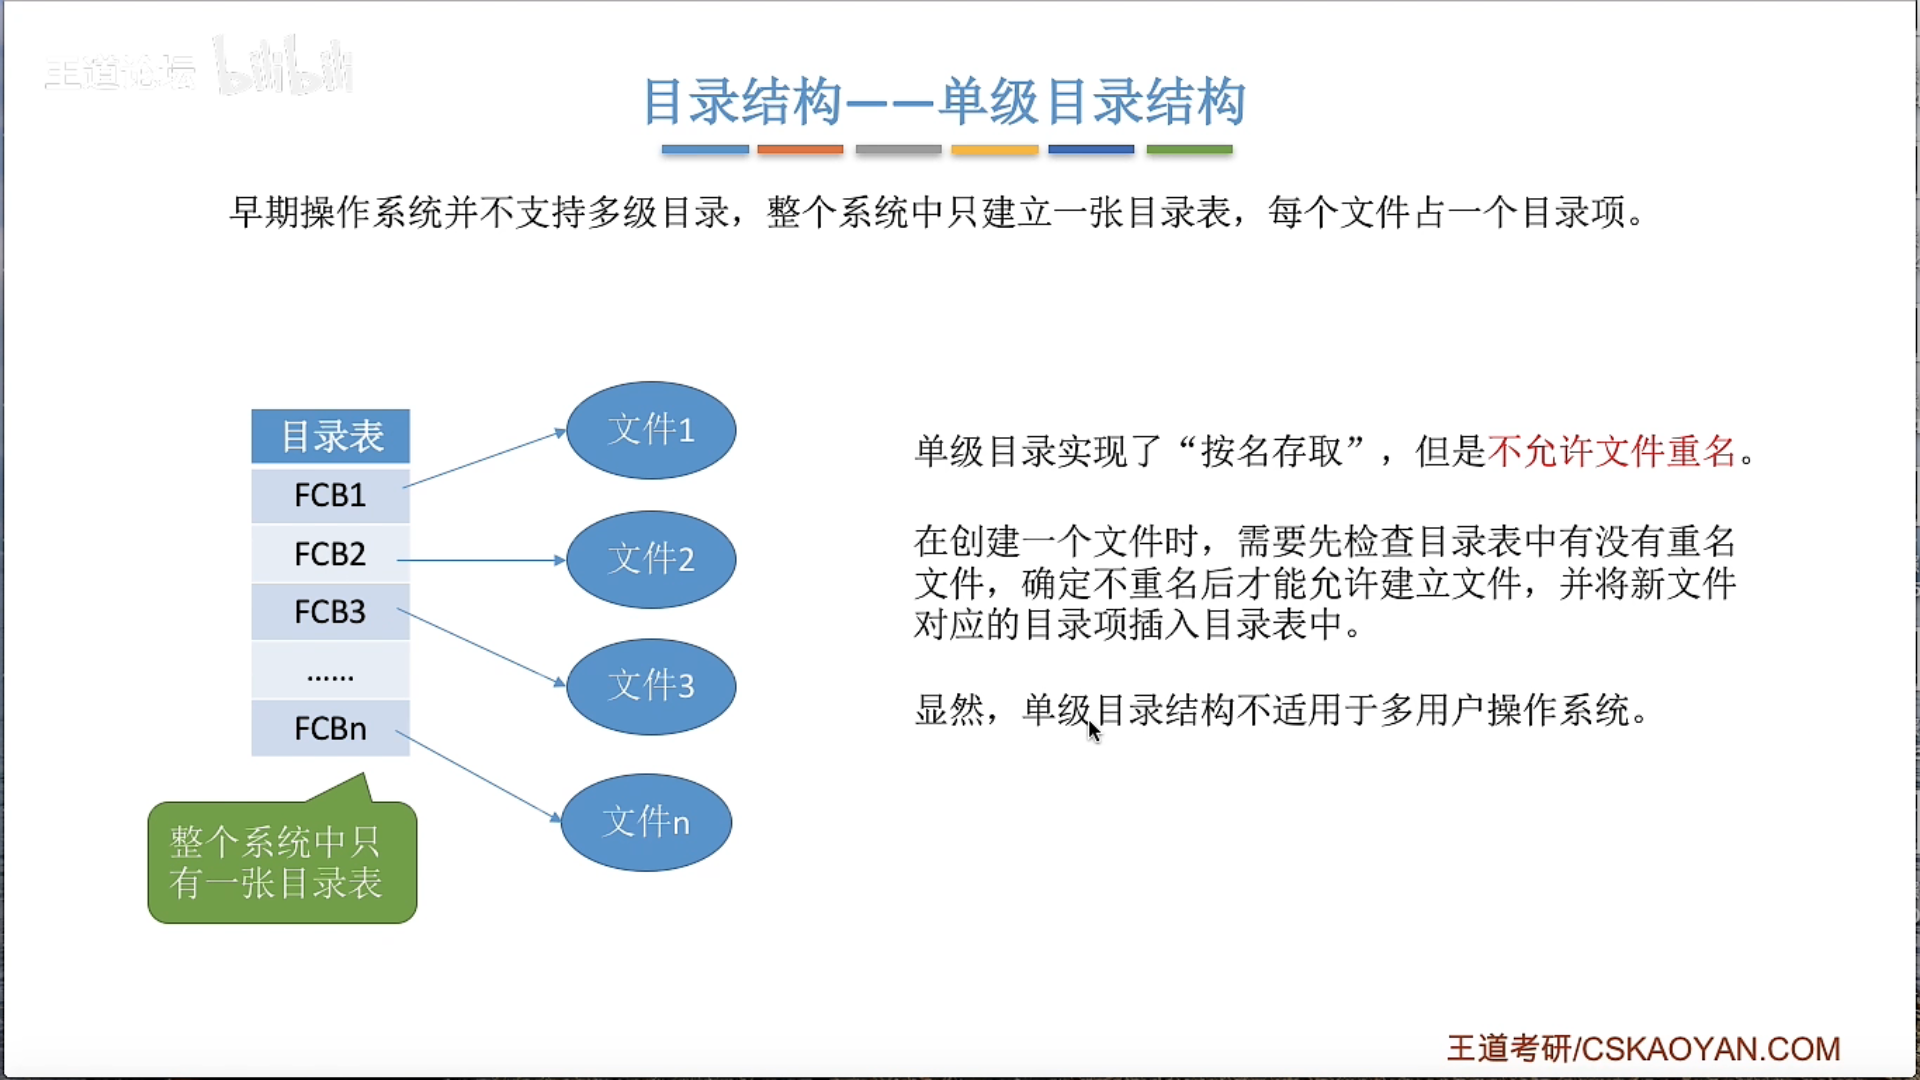 王道论坛 bilibili
目录结构——单级目录结构
早期操作系统并不支持多级目录，整个系统中只建立一张目录表，每个文件占一个目录项。
目录表
FCB1
FCB2
FCB3
......
FCBn
文件1
文件2
文件3
文件n
整个系统中只
有一张目录表
单级目录实现了“按名存取”，但是不允许文件重名。
在创建一个文件时，需要先检查目录表中有没有重名
文件，确定不重名后才能允许建立文件，并将新文件
对应的目录项插入目录表中。
显然，单级目录结构不适用于多用户操作系统。
王道考研/CSKAOYAN.COM